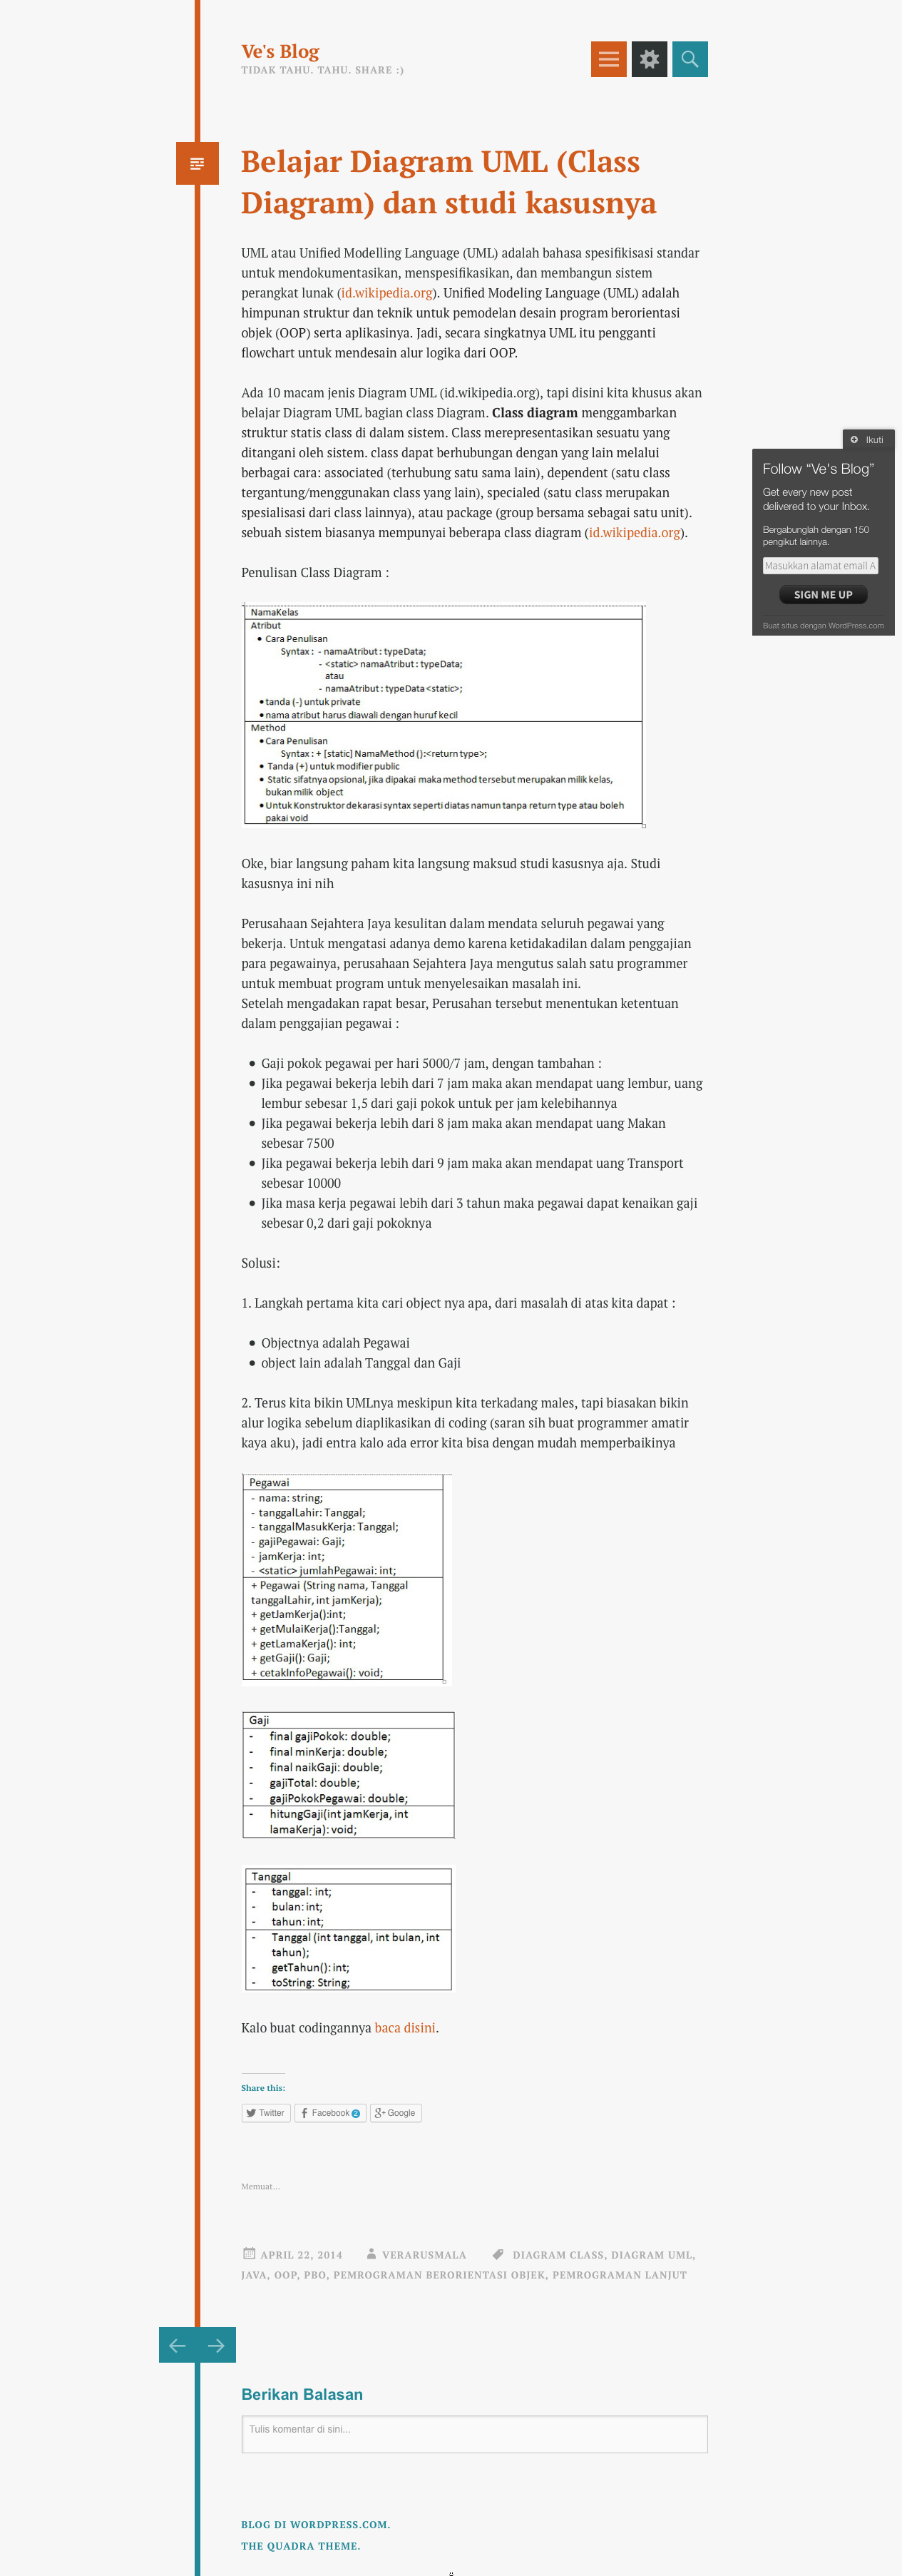 Ve's Blog
TIDAK TAHU. TAHU. SHARE :)
Belajar Diagram UML (Class
Diagram) dan studi kasusnya
UML atau Unified Modelling Language (UML) adalah bahasa spesifikisasi standar
untuk mendokumentasikan, menspesifikasikan, dan membangun sistem
perangkat lunak (id.wikipedia.org). Unified Modeling Language (UML) adalah
himpunan struktur dan teknik untuk pemodelan desain program berorientasi
objek (OOP) serta aplikasinya. Jadi, secara singkatnya UML itu pengganti
flowchart untuk mendesain alur logika dari OOP.
Ada 10 macam jenis Diagram UML (id.wikipedia.org), tapi disini kita khusus akan
belajar Diagram UML bagian class Diagram. Class diagram menggambarkan
struktur statis class di dalam sistem. Class merepresentasikan sesuatu yang
ditangani oleh sistem. class dapat berhubungan dengan yang lain melalui
berbagai cara: associated (terhubung satu sama lain), dependent (satu class
tergantung/menggunakan class yang lain), specialed (satu class merupakan
spesialisasi dari class lainnya), atau package (group bersama sebagai satu unit).
sebuah sistem biasanya mempunyai beberapa class diagram (id.wikipedia.org).
Ikuti
Follow “Ve's Blog”
Get every new post
delivered to your Inbox.
Bergabunglah dengan 150
pengikut lainnya.
Masukkan alamat email A
SIGN ME UP
Buat situs dengan WordPress.com
Penulisan Class Diagram :
NamaKelas
Atribut
• Cara Penulisan
Syntax : - namaAtribut : typeData;
- <static> namaAtribut : typeData;
atau
- namaAtribut : typeData <static>;
• tanda (-) untuk private
• nama atribut harus diawali dengan huruf kecil
Method
• Cara Penulisan
Syntax : + [static] NamaMethod ():<return type>;
• Tanda (+) untuk modifier public
• Static sifatnya opsional, jika dipakai maka method tersebut merupakan milik kelas,
bukan milik object
• Untuk Konstruktor dekarasi syntax seperti diatas namun tanpa return type atau boleh
pakai void
Oke, biar langsung paham kita langsung maksud studi kasusnya aja. Studi
kasusnya ini nih
Perusahaan Sejahtera Jaya kesulitan dalam mendata seluruh pegawai yang
bekerja. Untuk mengatasi adanya demo karena ketidakadilan dalam penggajian
para pegawainya, perusahaan Sejahtera Jaya mengutus salah satu programmer
untuk membuat program untuk menyelesaikan masalah ini.
Setelah mengadakan rapat besar, Perusahan tersebut menentukan ketentuan
dalam penggajian pegawai :
• Gaji pokok pegawai per hari 5000/7 jam, dengan tambahan :
• Jika pegawai bekerja lebih dari 7 jam maka akan mendapat uang lembur, uang
lembur sebesar 1,5 dari gaji pokok untuk per jam kelebihannya
• Jika pegawai bekerja lebih dari 8 jam maka akan mendapat uang Makan
sebesar 7500
• Jika pegawai bekerja lebih dari 9 jam maka akan mendapat uang Transport
sebesar 10000
• Jika masa kerja pegawai lebih dari 3 tahun maka pegawai dapat kenaikan gaji
sebesar 0,2 dari gaji pokoknya
Solusi:
1. Langkah pertama kita cari object nya apa, dari masalah di atas kita dapat :
• Objectnya adalah Pegawai
• object lain adalah Tanggal dan Gaji
2. Terus kita bikin UMLnya meskipun kita terkadang males, tapi biasakan bikin
alur logika sebelum diaplikasikan di coding (saran sih buat programmer amatir
kaya aku), jadi entra kalo ada error kita bisa dengan mudah memperbaikinya
Pegawai
- nama: string;
- tanggalLahir: Tanggal;
- tanggalMasukKerja: Tanggal;
- gajiPegawai: Gaji;
- jamKerja: int;
- <static> jumlahPegawai: int;
+ Pegawai (String nama, Tanggal
tanggalLahir, int jamKerja);
+ getJamKerja():int;
+ getMulaiKerja():Tanggal;
+ getLamaKerja(): int;
+ getGaji(): Gaji;
+ cetakInfoPegawai(): void;
Gaji
- final gajiPokok: double;
- final minKerja: double;
- final naikGaji: double;
- gajiTotal: double;
- gajiPokokPegawai: double;
- hitungGaji(int jamKerja, int
lamaKerja): void;
Tanggal
- tanggal: int;
- bulan: int;
- tahun: int;
- Tanggal (int tanggal, int bulan, int
tahun);
- getTahun(): int;
- toString: String;
Kalo buat codingannya baca disini.
Share this:
Twitter Facebook 2 Google
Memuat...
APRIL 22, 2014 VERARUSMALA DIAGRAM CLASS, DIAGRAM UML,
JAVA, OOP, PBO, PEMROGRAMAN BERORIENTASI OBJEK, PEMROGRAMAN LANJUT
Berikan Balasan
Tulis komentar di sini...
BLOG DI WORDPRESS.COM.
THE QUADRA THEME.